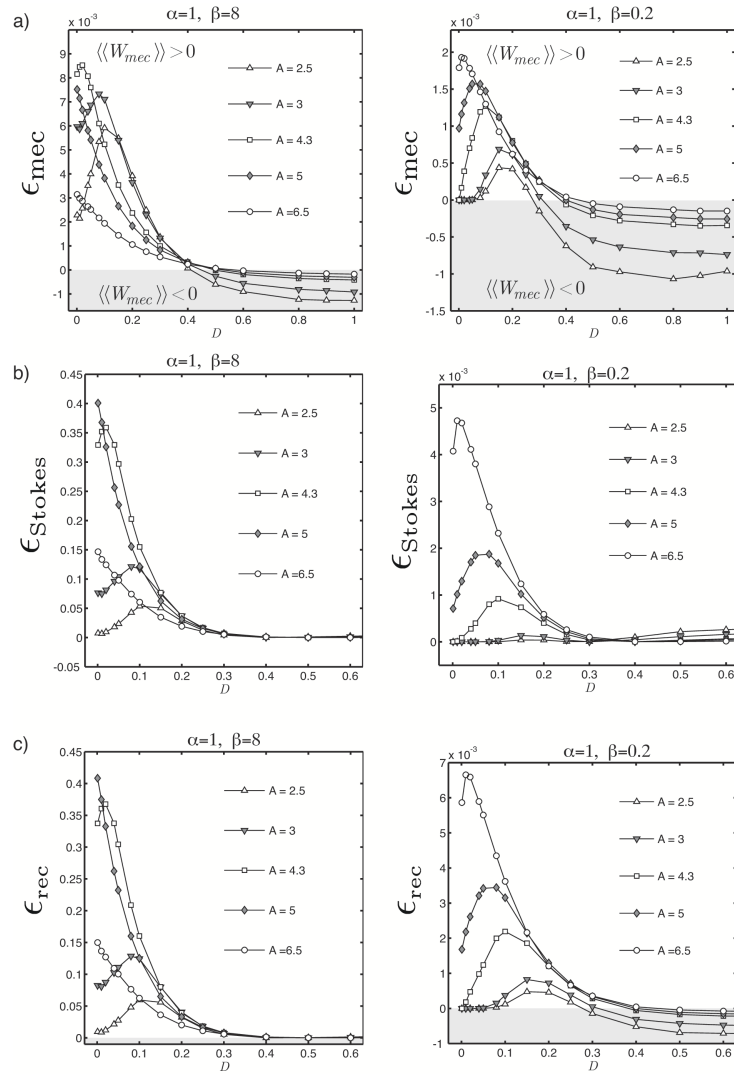 a)
α=1, β=8
x 10⁻³
⟨⟨W_mec⟩⟩>0
A = 2.5
A = 3
A = 4.3
A = 5
A =6.5
ϵ_mec
9
8
7
6
5
4
3
2
1
0
-1
⟨⟨W_mec⟩⟩<0
0 0.2 0.4 0.6 0.8 1
D
α=1, β=0.2
x 10⁻³
⟨⟨W_mec⟩⟩>0
A = 2.5
A = 3
A = 4.3
A = 5
A =6.5
ϵ_mec
2
1.5
1
0.5
0
-0.5
-1
-1.5
⟨⟨W_mec⟩⟩<0
0 0.2 0.4 0.6 0.8 1
D
b)
α=1, β=8
A = 2.5
A = 3
A = 4.3
A = 5
A =6.5
ϵ_Stokes
0.45
0.4
0.35
0.3
0.25
0.2
0.15
0.1
0.05
0
-0.05
0 0.1 0.2 0.3 0.4 0.5 0.6
D
α=1, β=0.2
x 10⁻³
A = 2.5
A = 3
A = 4.3
A = 5
A =6.5
ϵ_Stokes
5
4
3
2
1
0
0 0.1 0.2 0.3 0.4 0.5 0.6
D
c)
α=1, β=8
A = 2.5
A = 3
A = 4.3
A = 5
A =6.5
ϵ_rec
0.45
0.4
0.35
0.3
0.25
0.2
0.15
0.1
0.05
0
0 0.1 0.2 0.3 0.4 0.5 0.6
D
α=1, β=0.2
x 10⁻³
A = 2.5
A = 3
A = 4.3
A = 5
A =6.5
ϵ_rec
7
6
5
4
3
2
1
0
-1
0 0.1 0.2 0.3 0.4 0.5 0.6
D